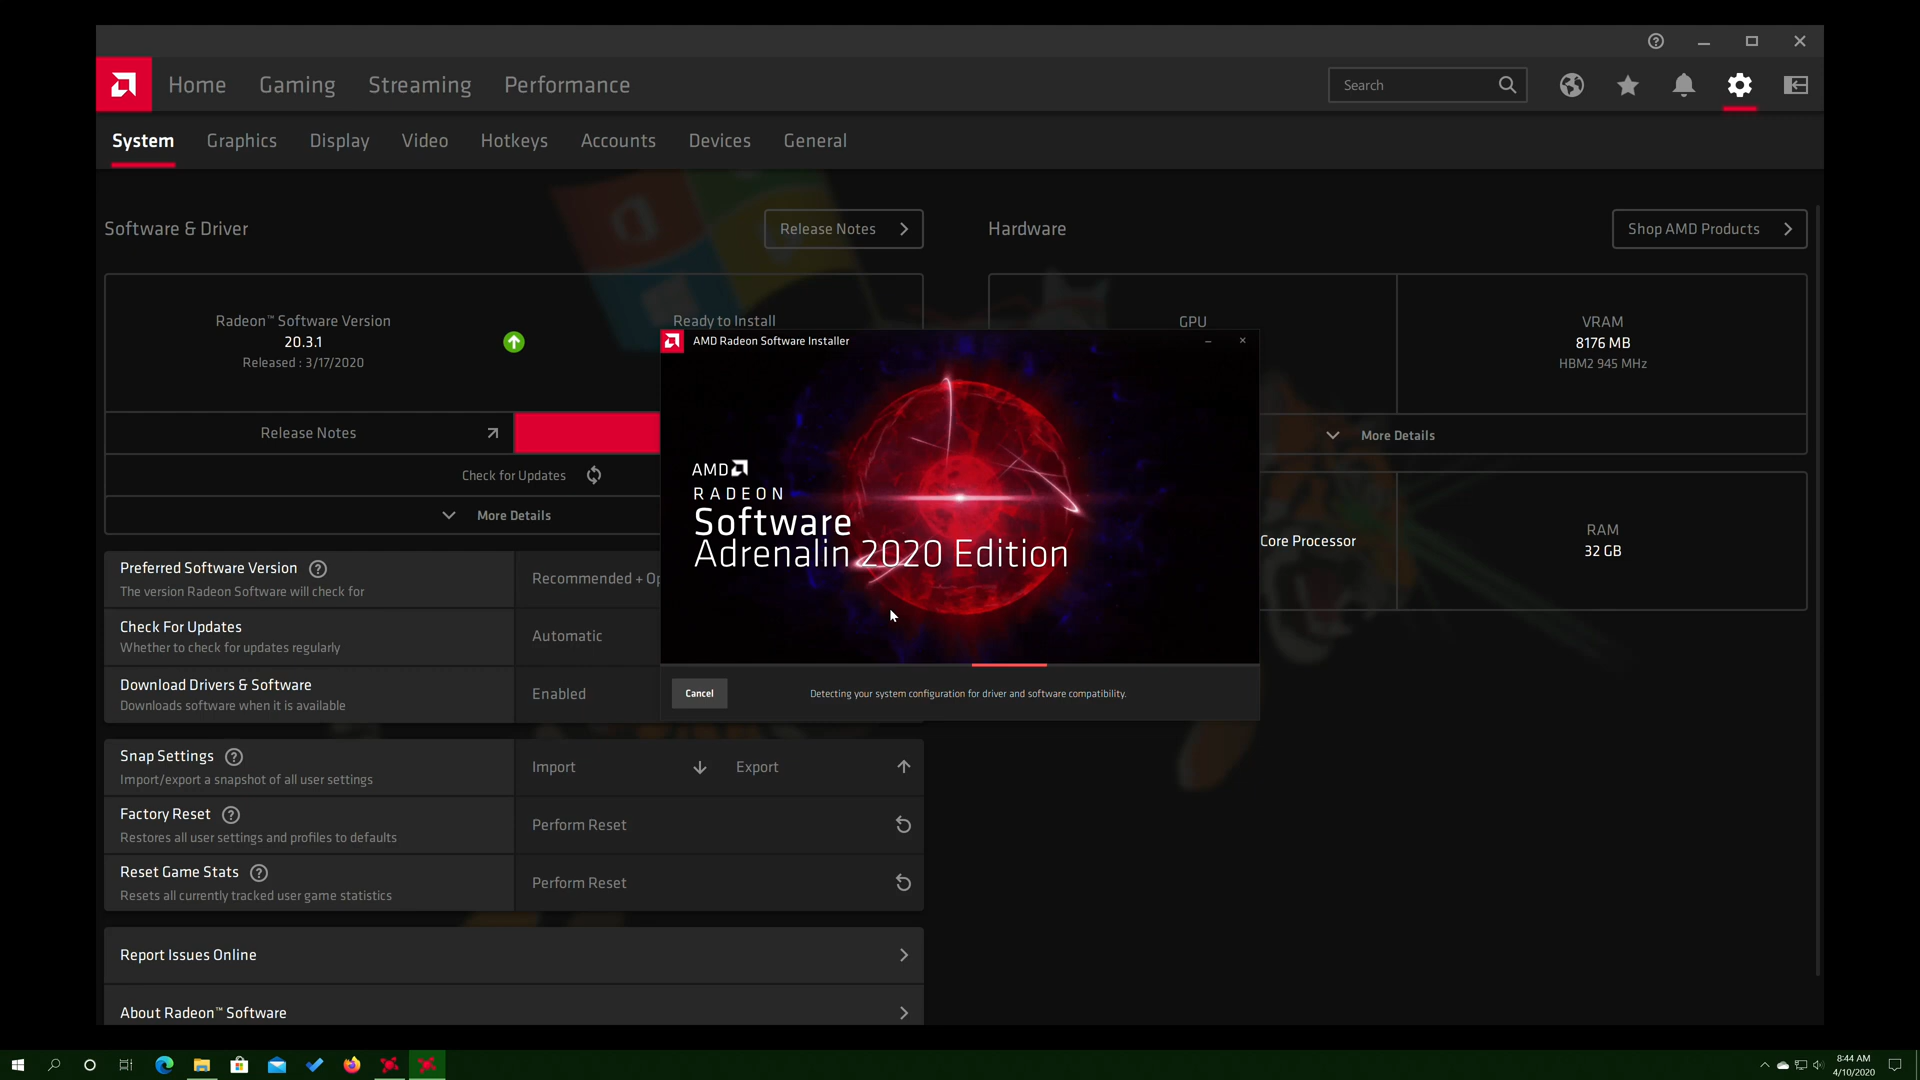 Home
Gaming
Streaming
Performance
Search
System
Graphics
Display
Video
Hotkeys
Accounts
Devices
General
Software & Driver
Release Notes
Hardware
Shop AMD Products
Radeon™ Software Version
20.3.1
Released : 3/17/2020
Ready to Install
GPU
VRAM
8176 MB
HBM2 945 MHz
Release Notes
Check for Updates
More Details
More Details
AMD Radeon Software Installer
AMD
RADEON
Software
Adrenalin 2020 Edition
Cancel
Detecting your system configuration for driver and software compatibility.
Core Processor
RAM
32 GB
Preferred Software Version
The version Radeon Software will check for
Recommended + Op
Check For Updates
Whether to check for updates regularly
Automatic
Download Drivers & Software
Downloads software when it is available
Enabled
Snap Settings
Import/export a snapshot of all user settings
Import
Export
Factory Reset
Restores all user settings and profiles to defaults
Perform Reset
Reset Game Stats
Resets all currently tracked user game statistics
Perform Reset
Report Issues Online
About Radeon™ Software
8:44 AM
4/10/2020